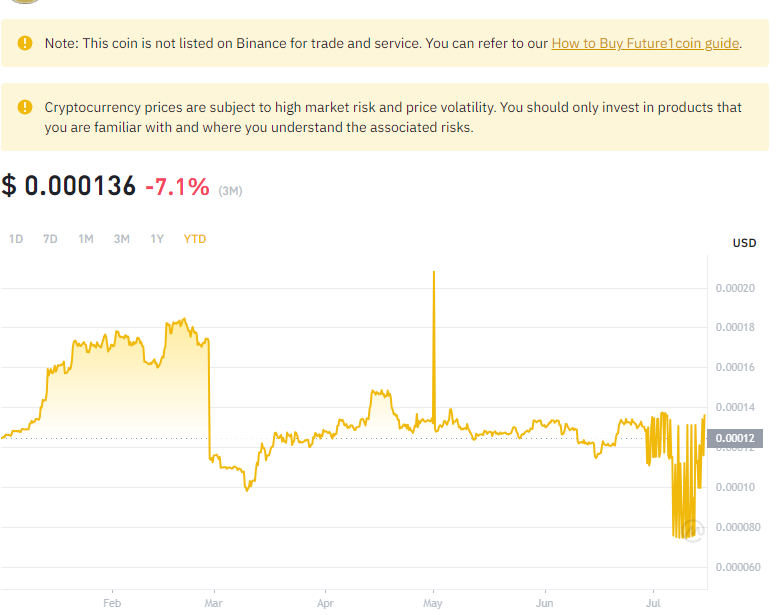 Note: This coin is not listed on Binance for trade and service. You can refer to our How to Buy Future1coin guide.
Cryptocurrency prices are subject to high market risk and price volatility. You should only invest in products that
you are familiar with and where you understand the associated risks.
$ 0.000136 -7.1% (3M)
1D 7D 1M 3M 1Y YTD
USD
0.00020
0.00018
0.00016
0.00014
0.00012
0.00012
0.00010
0.000080
0.000060
Feb Mar Apr May Jun Jul